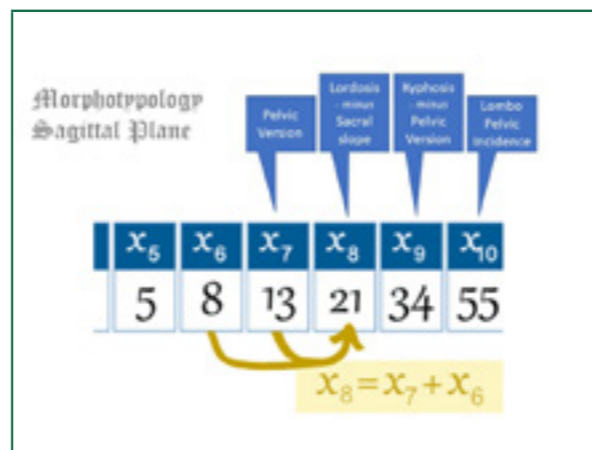 Morphotypology
Sagittal Plane
Pelvic
Version
Lordosis
- minus
Sacral
slope
Kyphosis
- minus
Pelvic
Version
Lombo
Pelvic
Incidence
x5 x6 x7 x8 x9 x10
5 8 13 21 34 55
x8 = x7 + x6